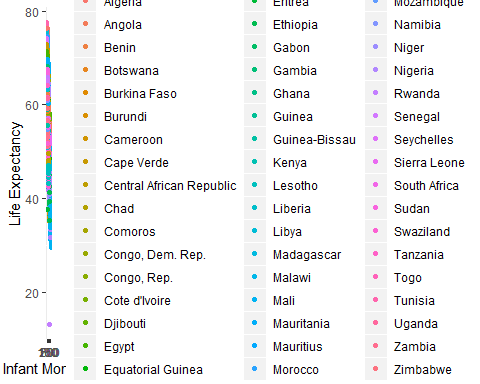 80
60
40
20
Life Expectancy
Infant Mor
Algeria
Angola
Benin
Botswana
Burkina Faso
Burundi
Cameroon
Cape Verde
Central African Republic
Chad
Comoros
Congo, Dem. Rep.
Congo, Rep.
Cote d'Ivoire
Djibouti
Egypt
Equatorial Guinea
Eritrea
Ethiopia
Gabon
Gambia
Ghana
Guinea
Guinea-Bissau
Kenya
Lesotho
Liberia
Libya
Madagascar
Malawi
Mali
Mauritania
Mauritius
Morocco
Mozambique
Namibia
Niger
Nigeria
Rwanda
Senegal
Seychelles
Sierra Leone
South Africa
Sudan
Swaziland
Tanzania
Togo
Tunisia
Uganda
Zambia
Zimbabwe